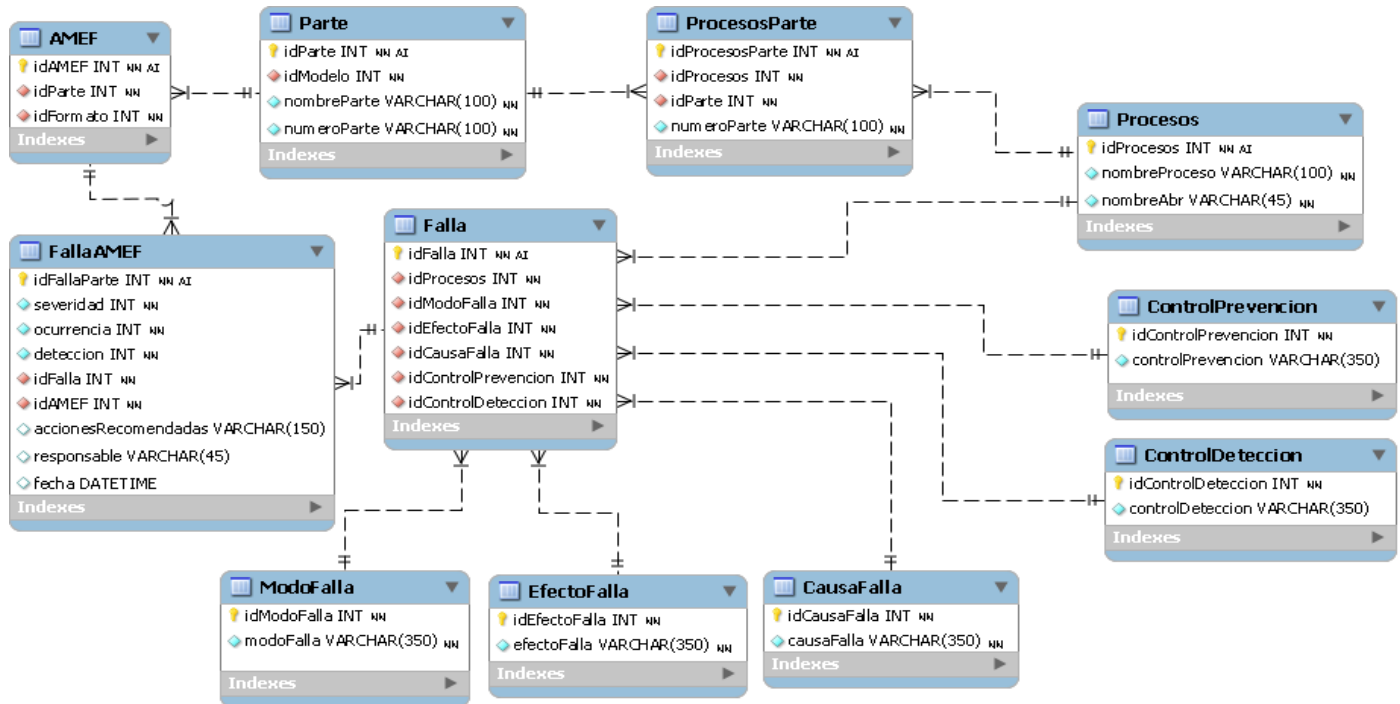 AMEF
idAMEF INT NN AI
idParte INT NN
idFormato INT NN
Indexes
Parte
idParte INT NN AI
idModelo INT NN
nombreParte VARCHAR(100) NN
numeroParte VARCHAR(100) NN
Indexes
ProcesosParte
idProcesosParte INT NN AI
idProcesos INT NN
idParte INT NN
numeroParte VARCHAR(100) NN
Indexes
Procesos
idProcesos INT NN AI
nombreProceso VARCHAR(100) NN
nombreAbr VARCHAR(45) NN
Indexes
FallaAMEF
idFallaParte INT NN AI
severidad INT NN
ocurrencia INT NN
deteccion INT NN
idFalla INT NN
idAMEF INT NN
accionesRecomendadas VARCHAR(150)
responsable VARCHAR(45)
fecha DATETIME
Indexes
Falla
idFalla INT NN AI
idProcesos INT NN
idModoFalla INT NN
idEfectoFalla INT NN
idCausaFalla INT NN
idControlPrevencion INT NN
idControlDeteccion INT NN
Indexes
ControlPrevencion
idControlPrevencion INT NN
controlPrevencion VARCHAR(350)
Indexes
ControlDeteccion
idControlDeteccion INT NN
controlDeteccion VARCHAR(350)
Indexes
ModoFalla
idModoFalla INT NN
modoFalla VARCHAR(350) NN
Indexes
EfectoFalla
idEfectoFalla INT NN
efectoFalla VARCHAR(350) NN
Indexes
CausaFalla
idCausaFalla INT NN
causaFalla VARCHAR(350) NN
Indexes